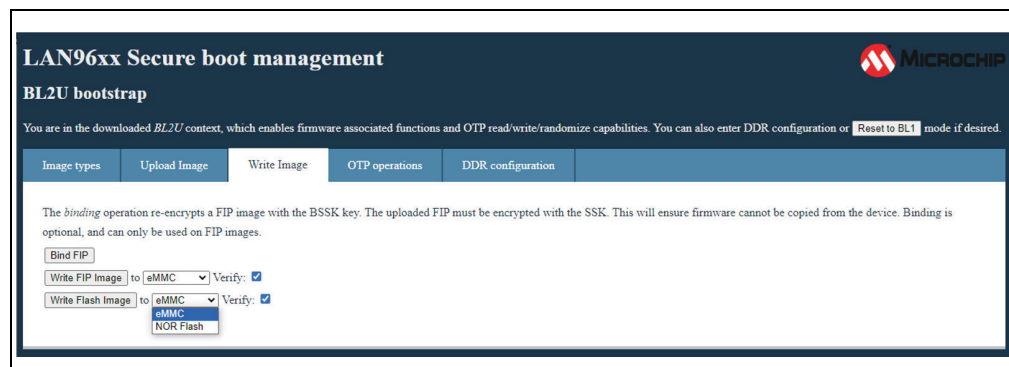 LAN96xx Secure boot management
MICROCHIP
BL2U bootstrap
You are in the downloaded BL2U context, which enables firmware associated functions and OTP read/write/randomize capabilities. You can also enter DDR configuration or Reset to BL1 mode if desired.
Image types Upload Image Write Image OTP operations DDR configuration
The binding operation re-encrypts a FIP image with the BSSK key. The uploaded FIP must be encrypted with the SSK. This will ensure firmware cannot be copied from the device. Binding is
optional, and can only be used on FIP images.
Bind FIP
Write FIP Image to eMMC Verify:
Write Flash Image to eMMC Verify:
eMMC
NOR Flash